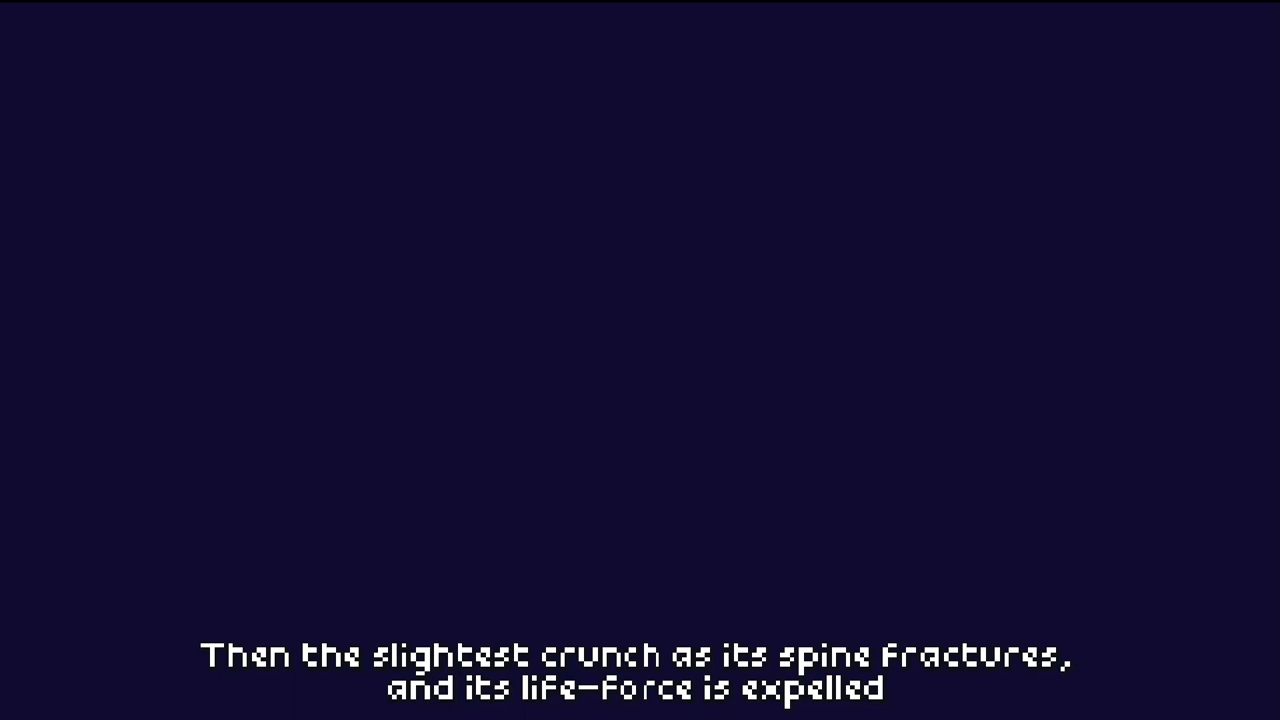 Then the slightest crunch as its spine fractures,
and its life-force is expelled